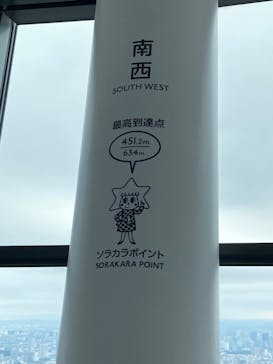 南
西
SOUTH WEST
最高到達点
451.2m
634m
ソラカラポイント
SORAKARA POINT